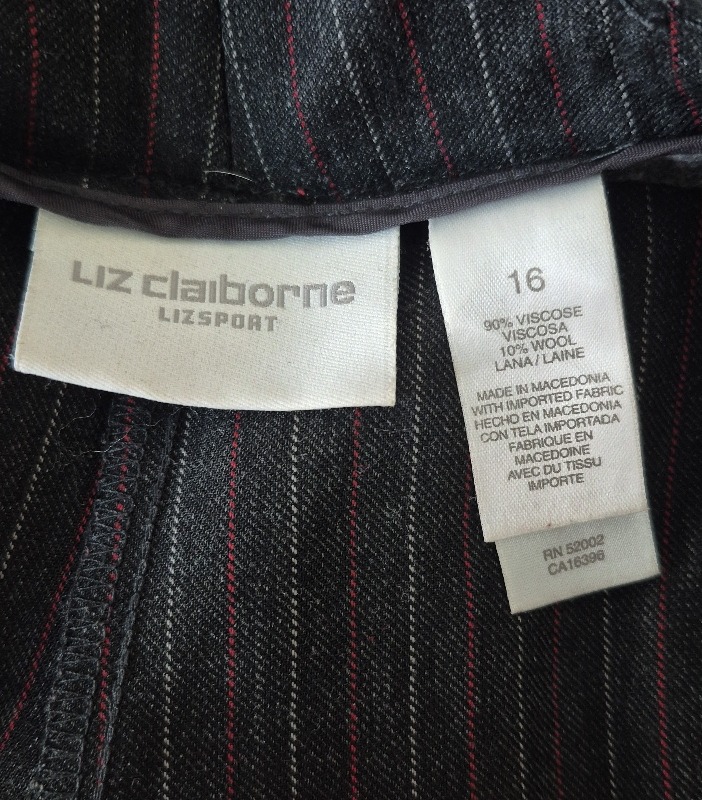 LIZ claiborne
LIZSPORT
16
90% VISCOSE
VISCOSA
10% WOOL
LANA / LAINE
MADE IN MACEDONIA
WITH IMPORTED FABRIC
HECHO EN MACEDONIA
CON TELA IMPORTADA
FABRIQUE EN
MACEDOINE
AVEC DU TISSU
IMPORTE
RN 52002
CA16396